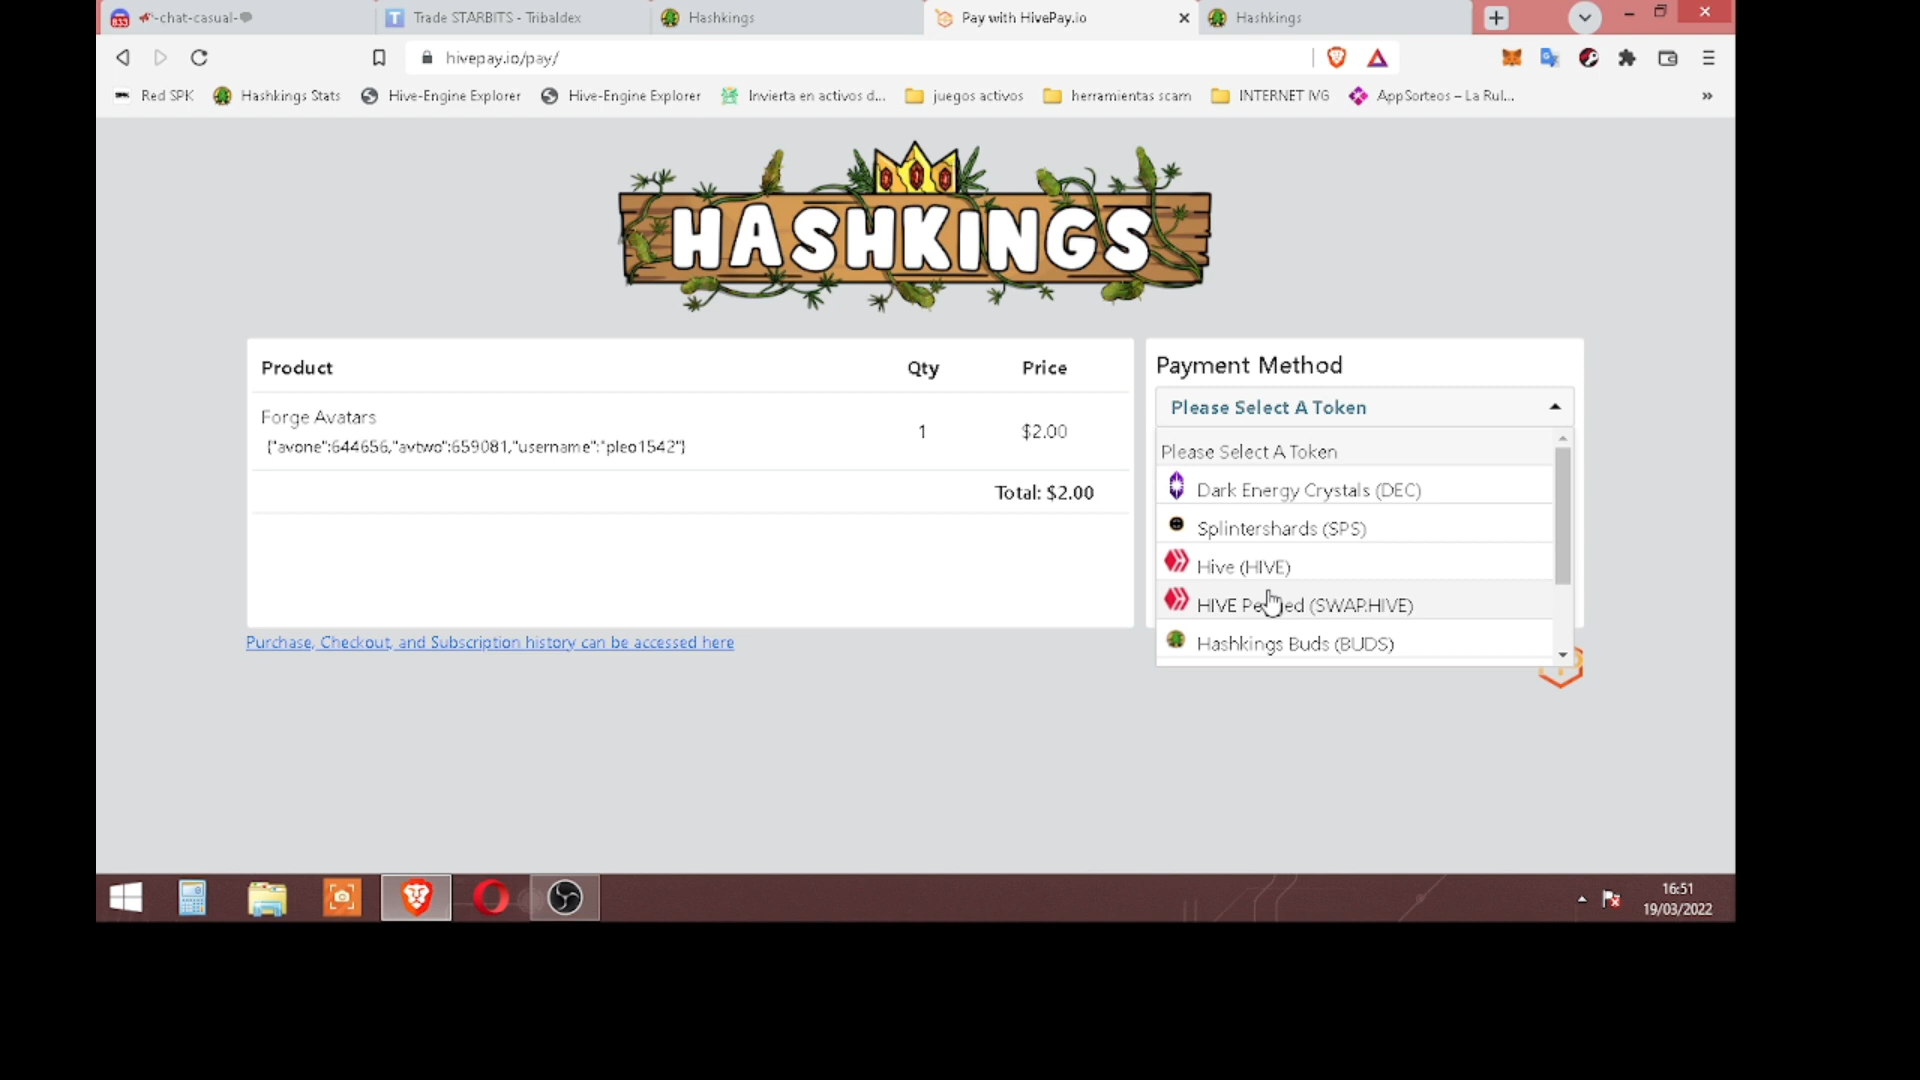 -chat-casual-
Trade STARBITS - Tribaldex
Hashkings
Pay with HivePay.io
Hashkings
hivepay.io/pay/
Red SPK
Hashkings Stats
Hive-Engine Explorer
Hive-Engine Explorer
Invierta en activos d...
juegos activos
herramientas scam
INTERNET IVG
AppSorteos – La Rul...
»
HASHKINGS
Product Qty Price
Forge Avatars
{"avone":644656,"avtwo":659081,"username":"pleo1542"}
1 $2.00
Total: $2.00
Purchase, Checkout, and Subscription history can be accessed here
Payment Method
Please Select A Token
Please Select A Token
Dark Energy Crystals (DEC)
Splintershards (SPS)
Hive (HIVE)
HIVE (SWAP.HIVE)
Hashkings Buds (BUDS)
16:51
19/03/2022